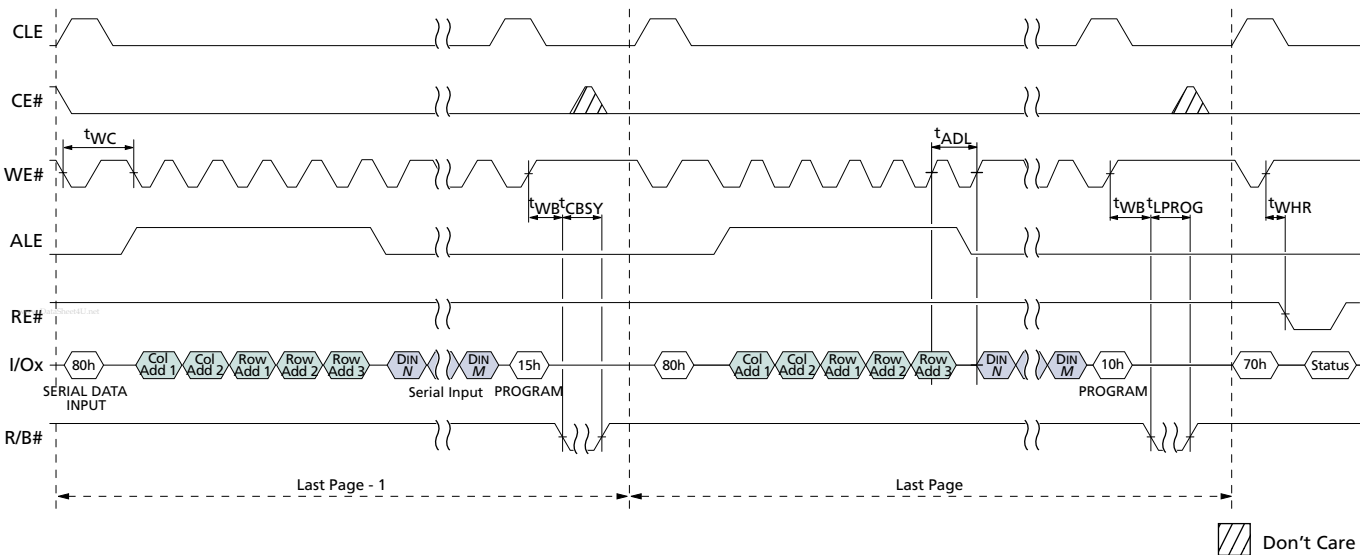 CLE
CE#
tWC
tADL
WE#
tWB tCBSY
tWB tLPROG
tWHR
ALE
RE#
I/Ox
80h
Col Add 1
Col Add 2
Row Add 1
Row Add 2
Row Add 3
DIN N
DIN M
15h
80h
Col Add 1
Col Add 2
Row Add 1
Row Add 2
Row Add 3
DIN N
DIN M
10h
70h
Status
SERIAL DATA
INPUT
Serial Input
PROGRAM
PROGRAM
R/B#
Last Page - 1
Last Page
Don't Care